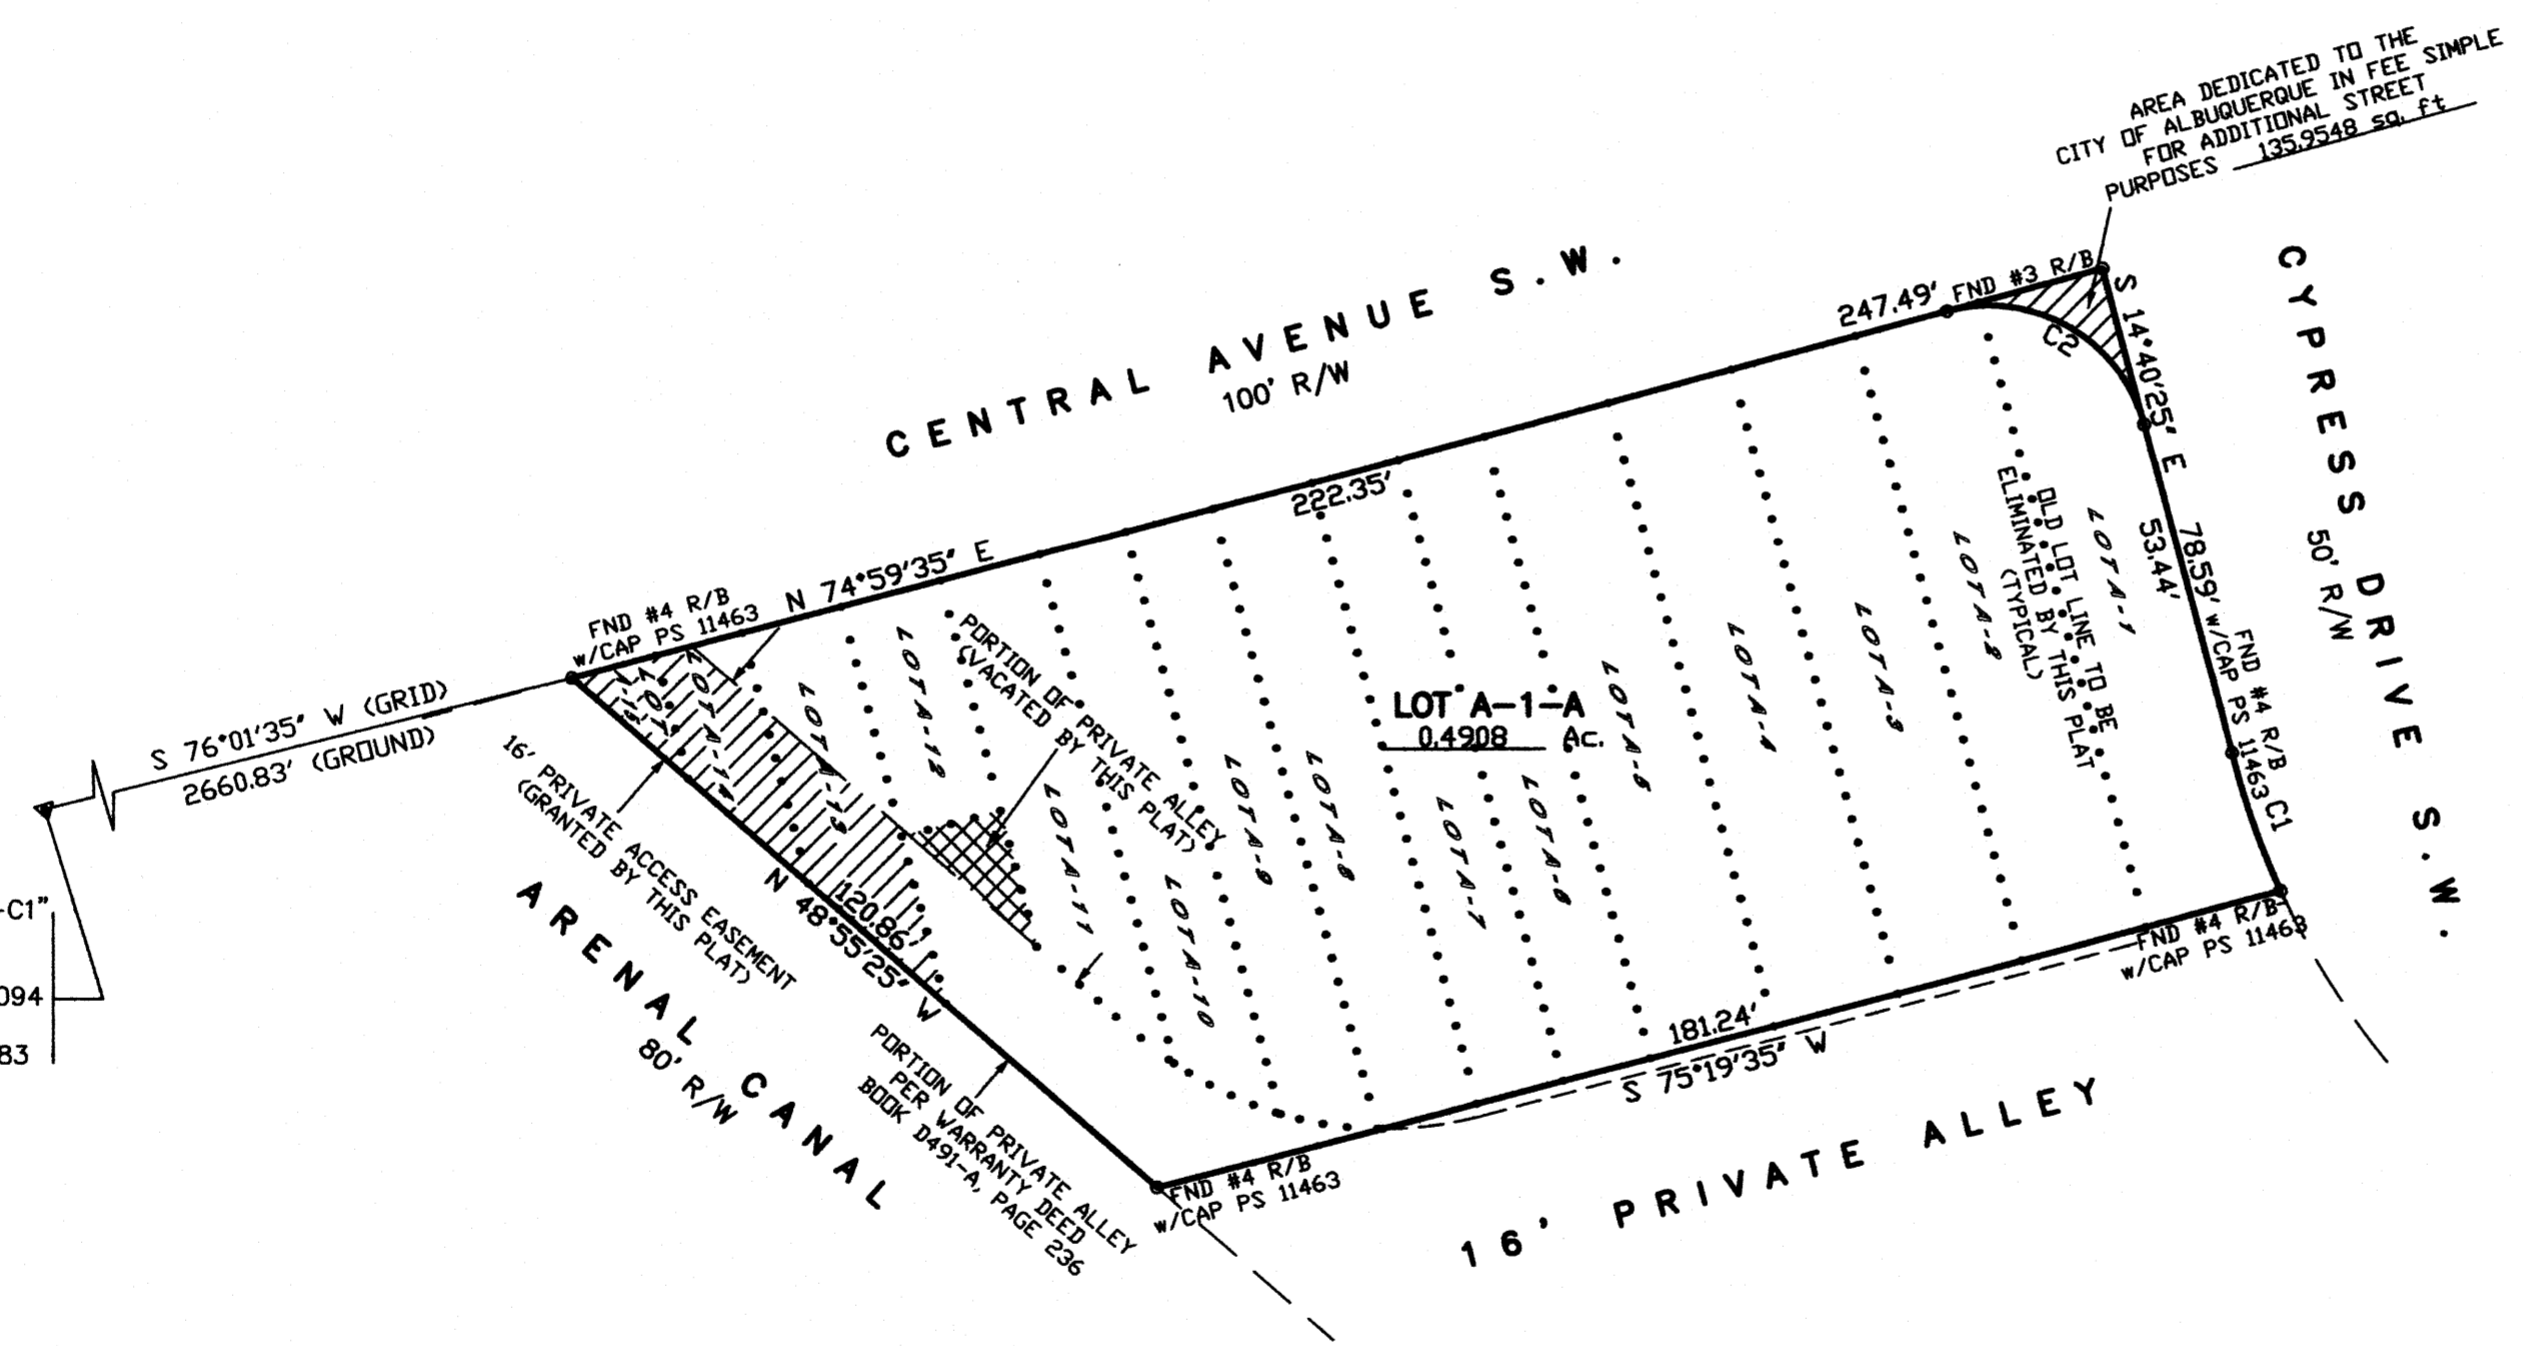 AREA DEDICATED TO THE
CITY OF ALBUQUERQUE IN FEE SIMPLE
FOR ADDITIONAL STREET
PURPOSES 135.9548 sq. ft
CENTRAL AVENUE S.W.
100' R/W
247.49'
FND #3 R/B
C2
S 14°40'25" E
78.59'
53.44'
CYPRESS DRIVE S.W.
50' R/W
FND #4 R/B
w/CAP PS 11463
C1
222.35'
N 74°59'35" E
FND #4 R/B
w/CAP PS 11463
S 76°01'35" W (GRID)
2660.83' (GROUND)
-C1"
094
83
16' PRIVATE ACCESS EASEMENT
(GRANTED BY THIS PLAT)
PORTION OF PRIVATE ALLEY
(VACATED BY THIS PLAT)
OLD LOT LINE TO BE
ELIMINATED BY THIS PLAT
(TYPICAL)
LOT A-1-A
0.4908 Ac.
LOT
LOT A-12
LOT A-11
LOT A-10
LOT A-9
LOT A-8
LOT A-7
LOT A-6
LOT A-5
LOT A-4
LOT A-3
LOT A-2
LOT A-1
N 48°55'25" W
120.86'
ARENAL CANAL
80' R/W
PORTION OF PRIVATE ALLEY
PER WARRANTY DEED
BOOK D491-A, PAGE 236
FND #4 R/B
w/CAP PS 11463
181.24'
S 75°19'35" W
FND #4 R/B
w/CAP PS 11463
16' PRIVATE ALLEY